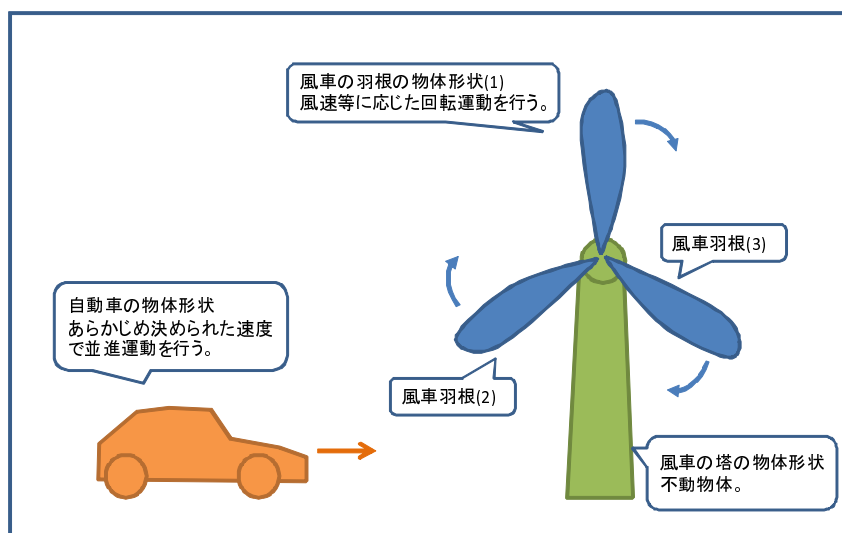 風車の羽根の物体形状(1)
風速等に応じた回転運動を行う。
風車羽根(3)
自動車の物体形状
あらかじめ決められた速度
で並進運動を行う。
風車羽根(2)
風車の塔の物体形状
不動物体。